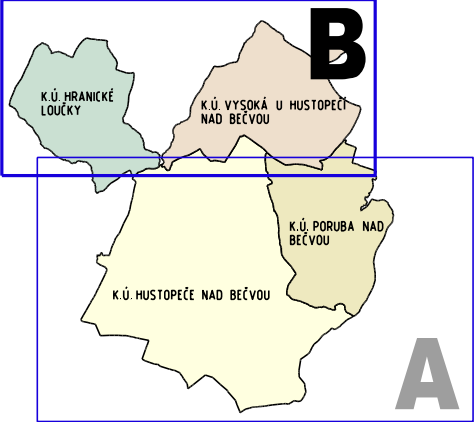 B
K.Ú. HRANICKÉ
LOUČKY
K.Ú. VYSOKÁ U HUSTOPEČÍ
NAD BEČVOU
K.Ú. PORUBA NAD
BEČVOU
K.Ú. HUSTOPEČE NAD BEČVOU
A